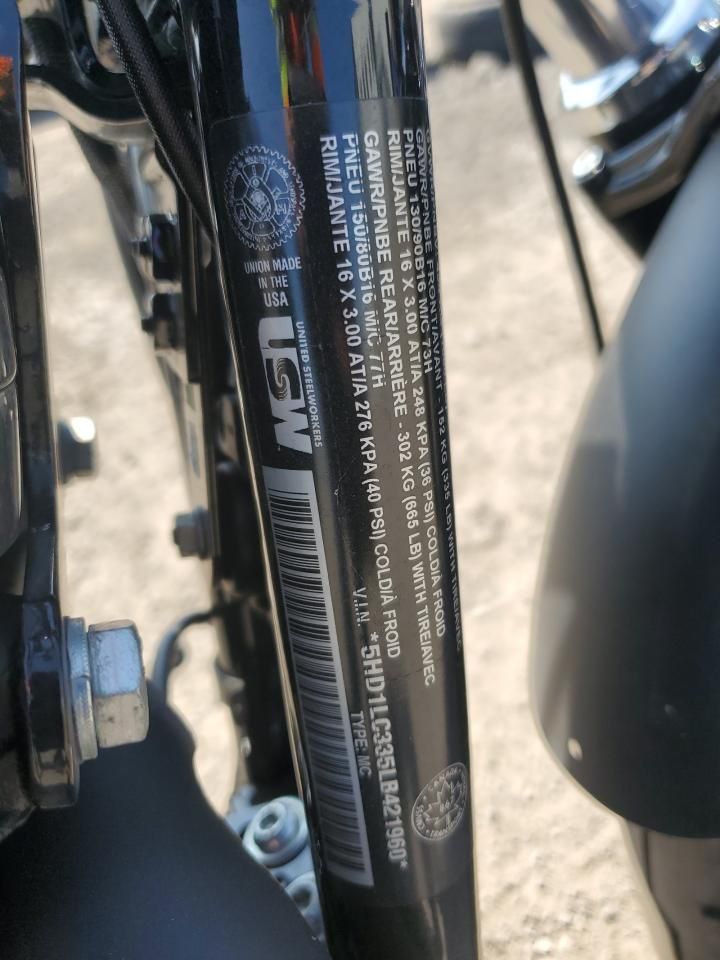 GAWR/PNBE FRONT/AVANT - 152 KG (335 LB) WITH TIRE/AVEC
PNEU 130/90B16 M/C 73H
RIM/JANTE 16 X 3.00 AT/A 248 KPA (36 PSI) COLD/À FROID
GAWR/PNBE REAR/ARRIÈRE - 302 KG (665 LB) WITH TIRE/AVEC
PNEU 150/80B16 M/C 77H
RIM/JANTE 16 X 3.00 AT/A 276 KPA (40 PSI) COLD/À FROID
V.I.N. *5HD1LC335LB421960*
TYPE: MC
UNION MADE
IN THE
USA
USW
UNITED STEELWORKERS
CANADA